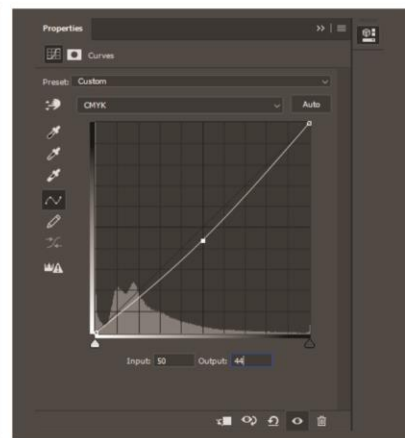 Properties
Curves
Preset: Custom
CMYK
Auto
Input: 50 Output: 44